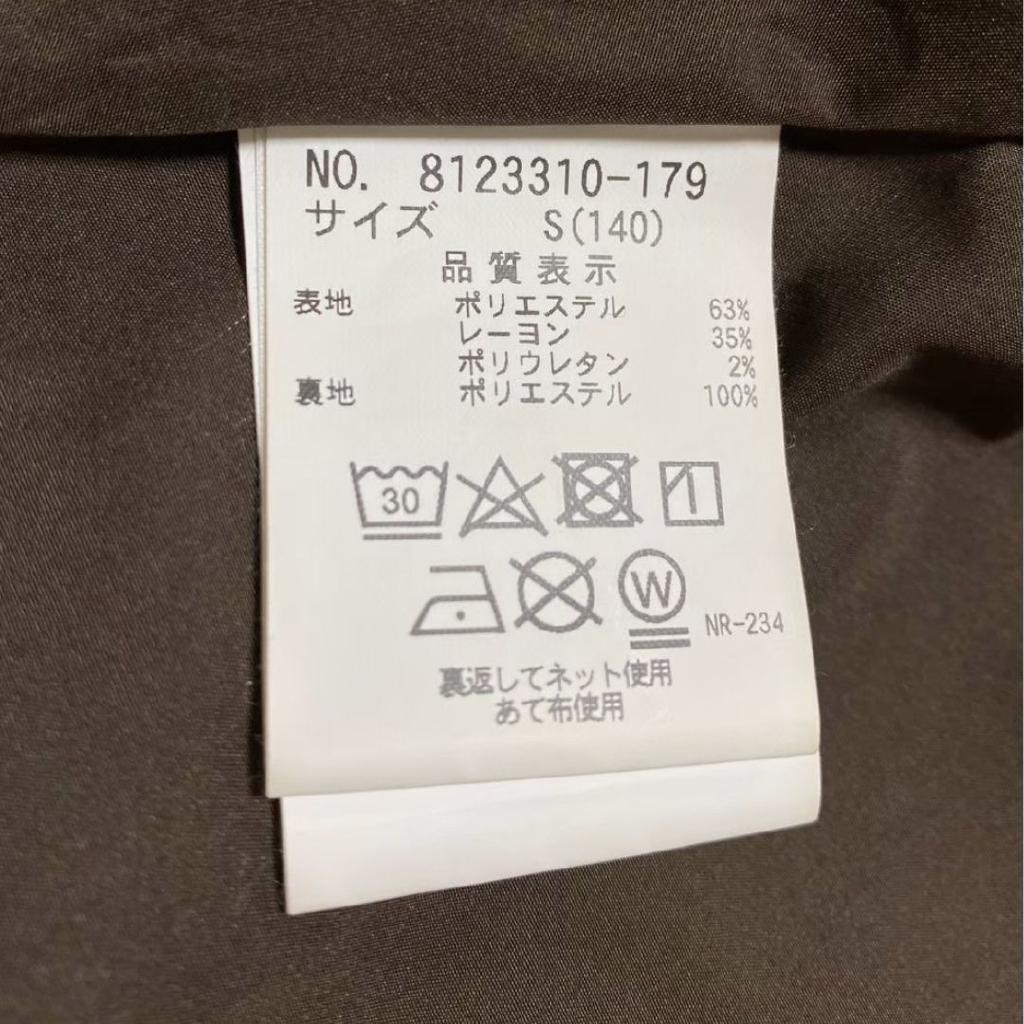 NO. 8123310-179
サイズ S(140)
品質表示
表地 ポリエステル 63%
レーヨン 35%
ポリウレタン 2%
裏地 ポリエステル 100%
30
W
NR-234
裏返してネット使用
あて布使用